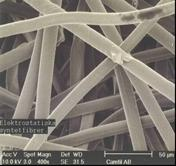 Elektrostatiska
syntetfibrer
Acc.V Spot Magn Det WD 50 µm
10.0 kV 3.0 400x SE 31.5 Camfil AB